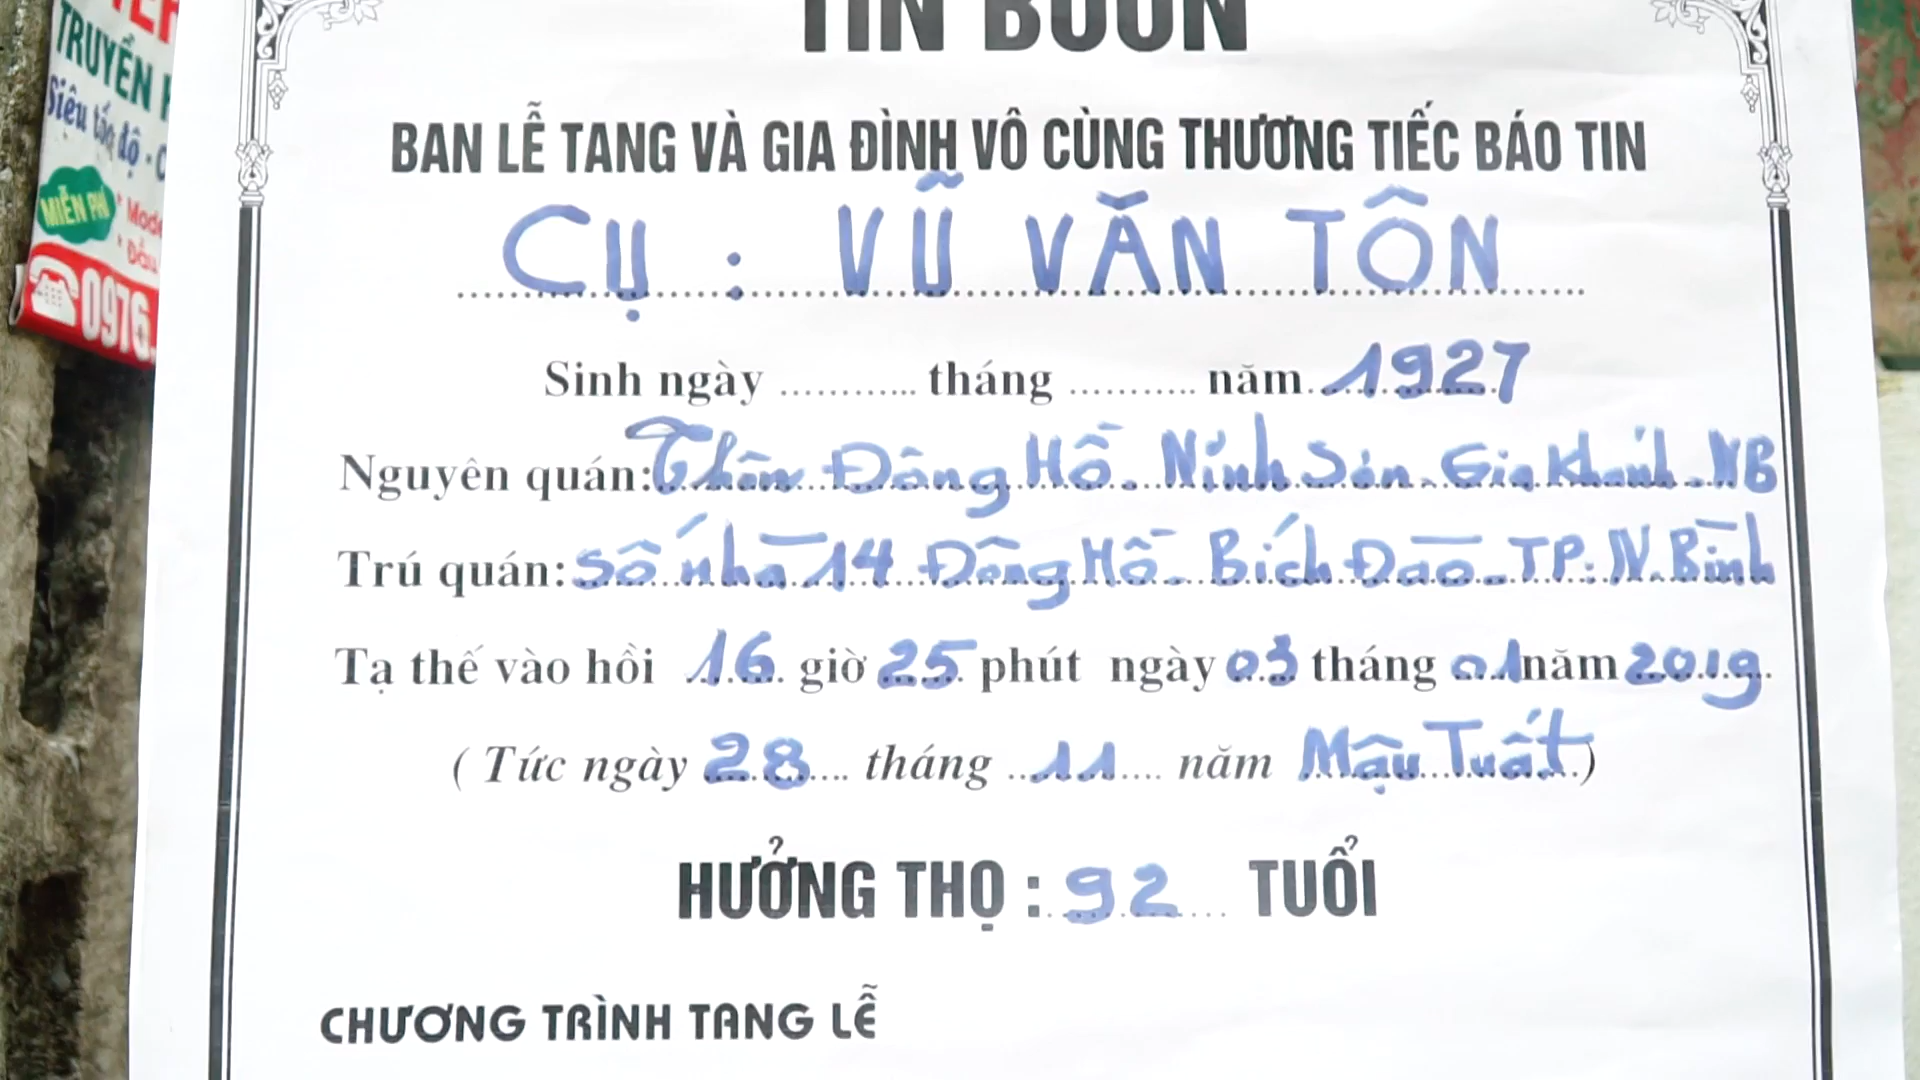 TRUYỀN
Siêu tốc độ -
MIỄN PHÍ
0976.
TIN BUỒN
BAN LỄ TANG VÀ GIA ĐÌNH VÔ CÙNG THƯƠNG TIẾC BÁO TIN
CỤ : VŨ VĂN TÔN
Sinh ngày ............ tháng ........... năm 1927
Nguyên quán: Thôn Đông Hồ - Ninh Sơn - Gia Khánh - NB
Trú quán: Số nhà 14 Đông Hồ - Bích Đào - TP. N. Bình
Tạ thế vào hồi 16 giờ 25 phút ngày 03 tháng 01 năm 2019
( Tức ngày 28 tháng 11 năm Mậu Tuất )
HƯỞNG THỌ : 92 TUỔI
CHƯƠNG TRÌNH TANG LỄ